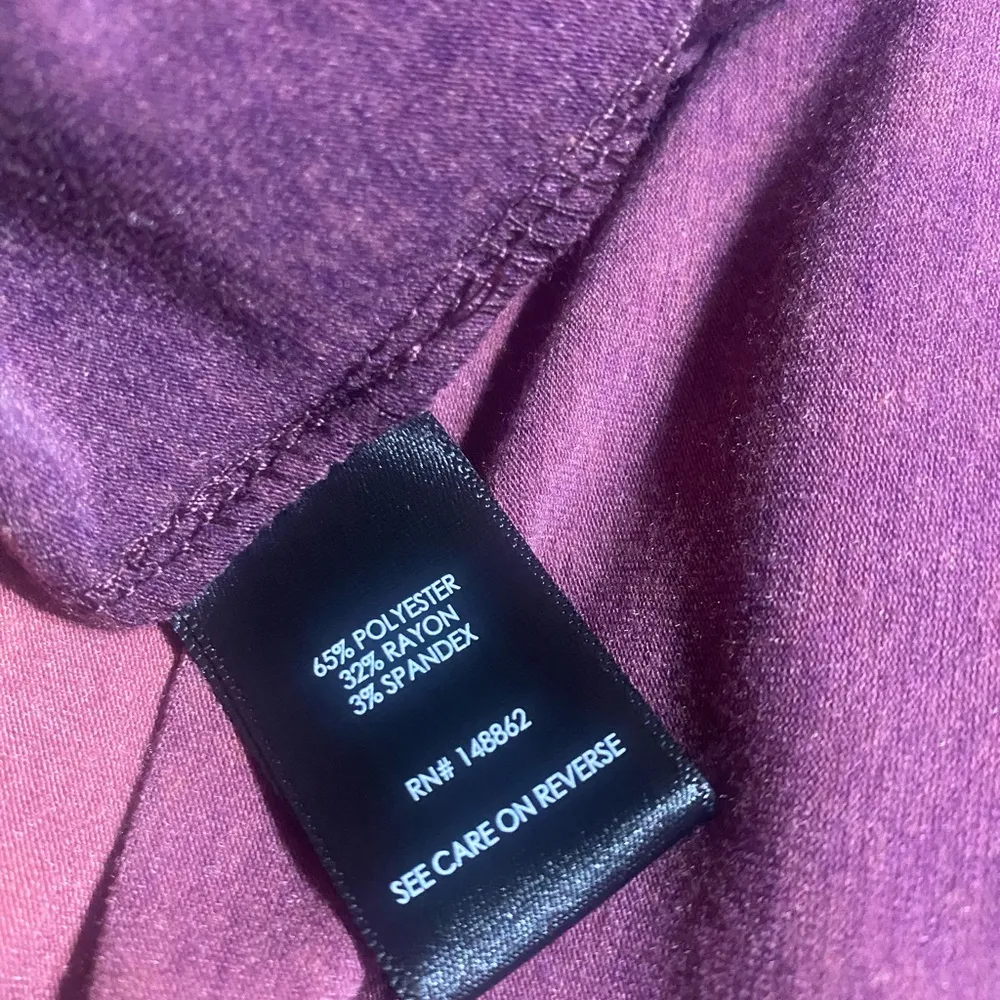 65% POLYESTER
32% RAYON
3% SPANDEX
RN# 148862
SEE CARE ON REVERSE